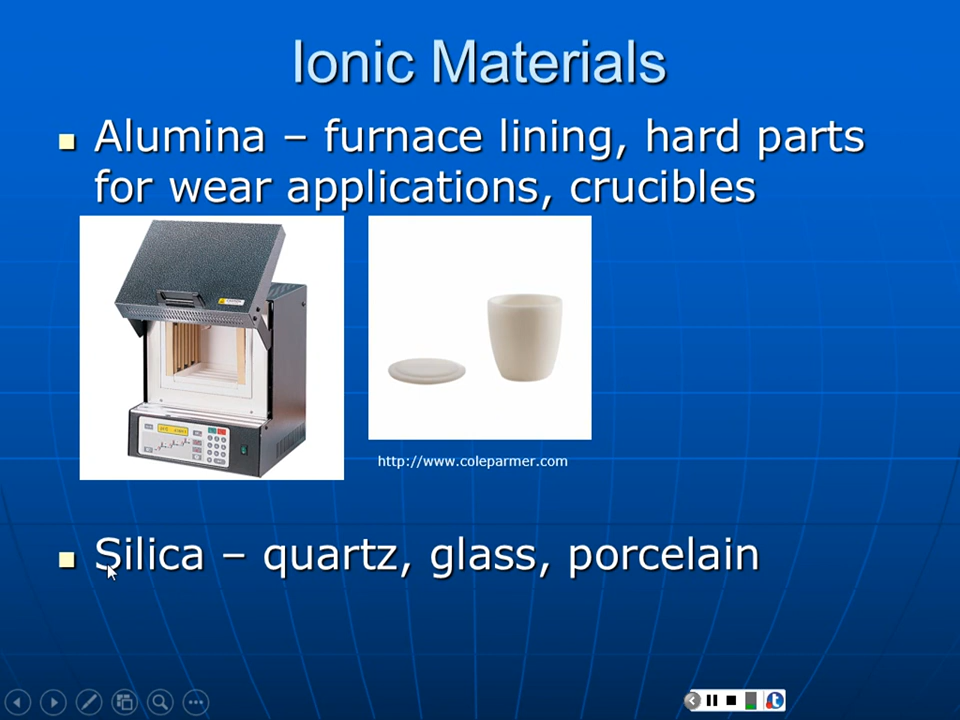 Ionic Materials
Alumina – furnace lining, hard parts
for wear applications, crucibles
http://www.coleparmer.com
Silica – quartz, glass, porcelain